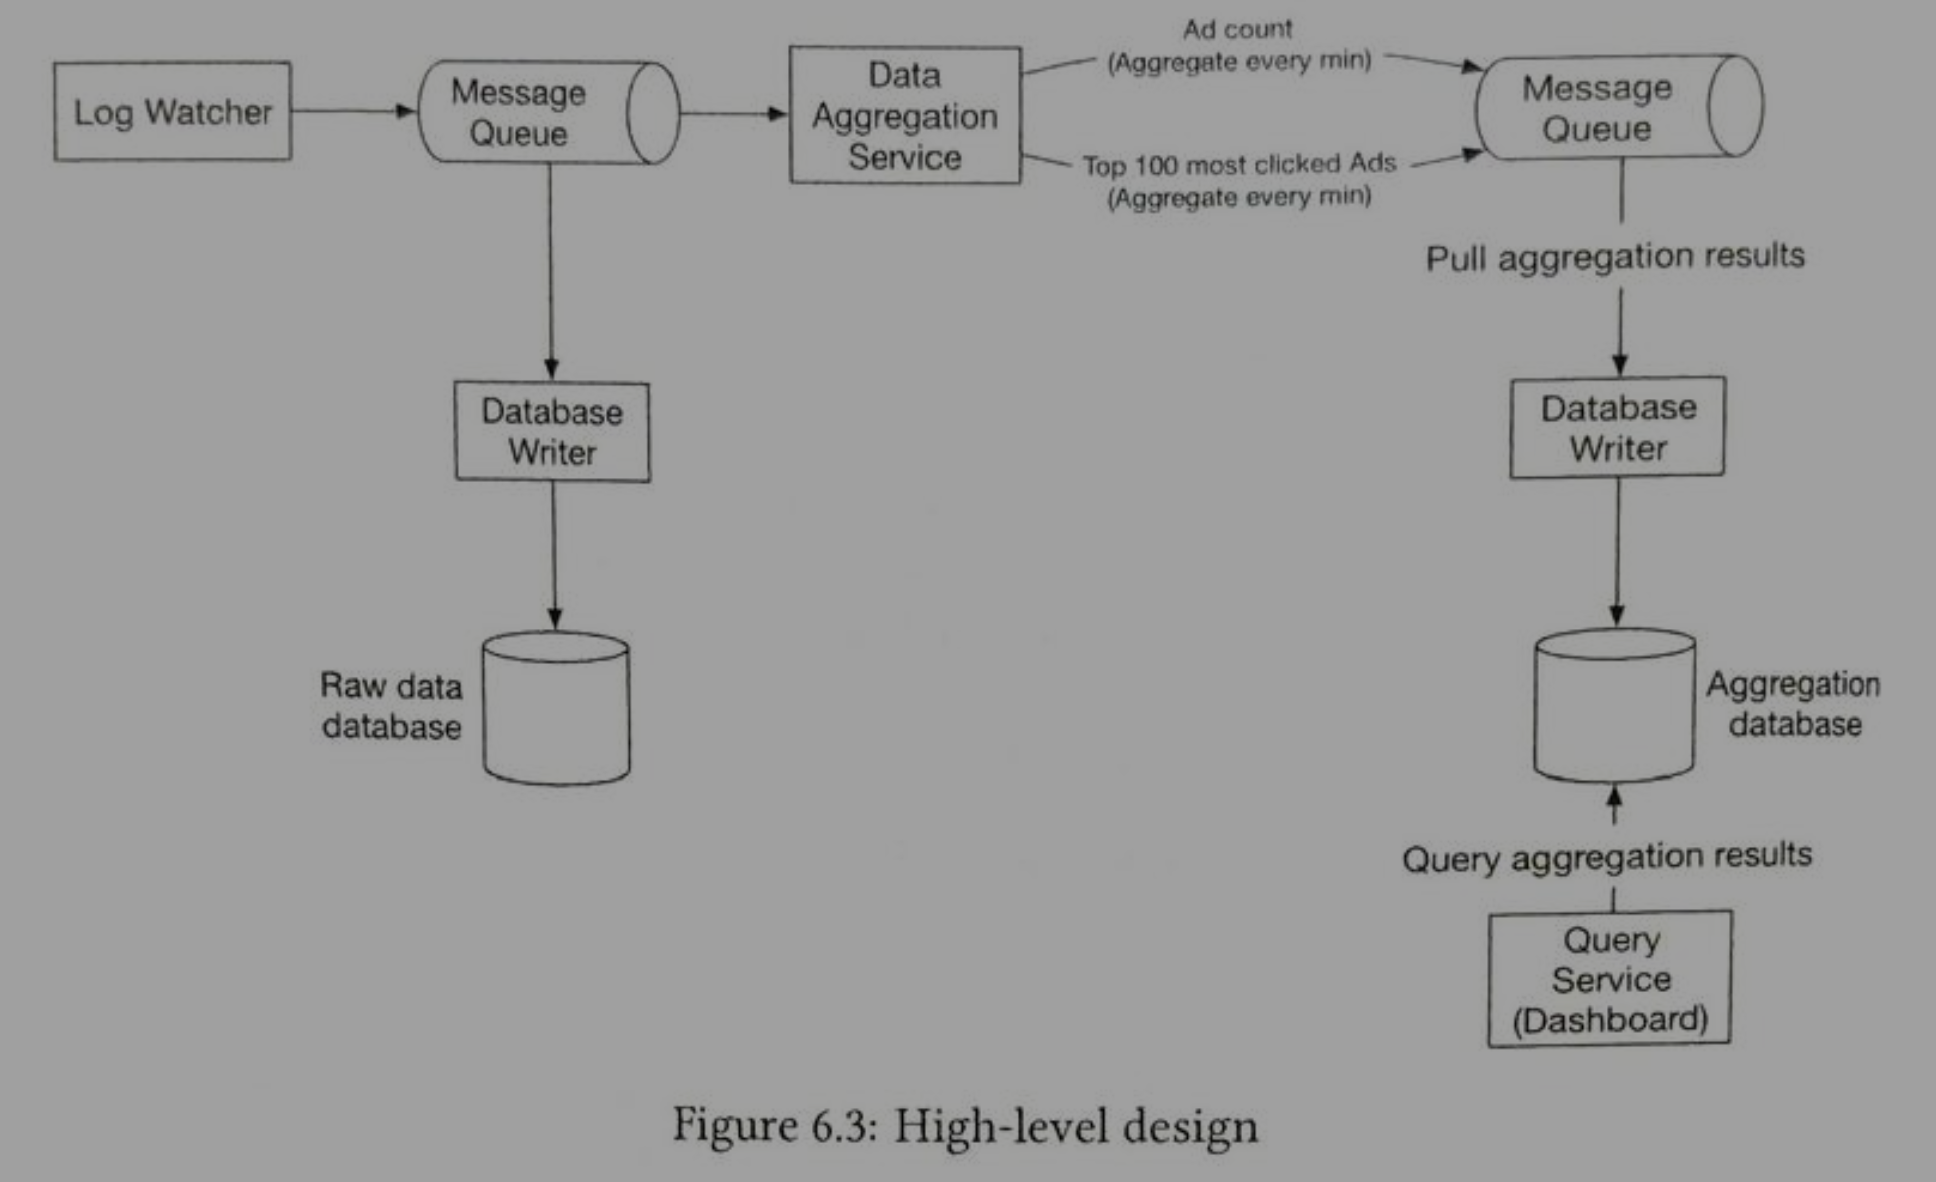 Log Watcher
Message
Queue
Data
Aggregation
Service
Ad count
(Aggregate every min)
Top 100 most clicked Ads
(Aggregate every min)
Message
Queue
Pull aggregation results
Database
Writer
Database
Writer
Raw data
database
Aggregation
database
Query aggregation results
Query
Service
(Dashboard)
Figure 6.3: High-level design